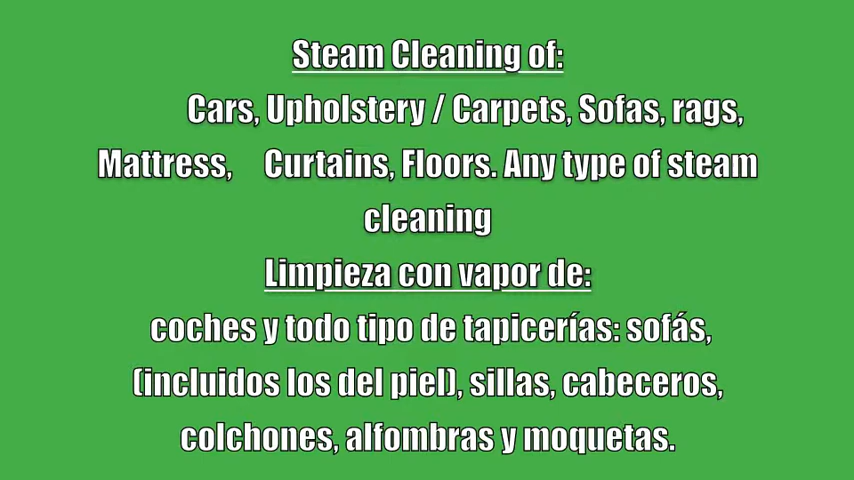 Steam Cleaning of:
Cars, Upholstery / Carpets, Sofas, rags,
Mattress, Curtains, Floors. Any type of steam
cleaning
Limpieza con vapor de:
coches y todo tipo de tapicerías: sofás,
(incluidos los del piel), sillas, cabeceros,
colchones, alfombras y moquetas.